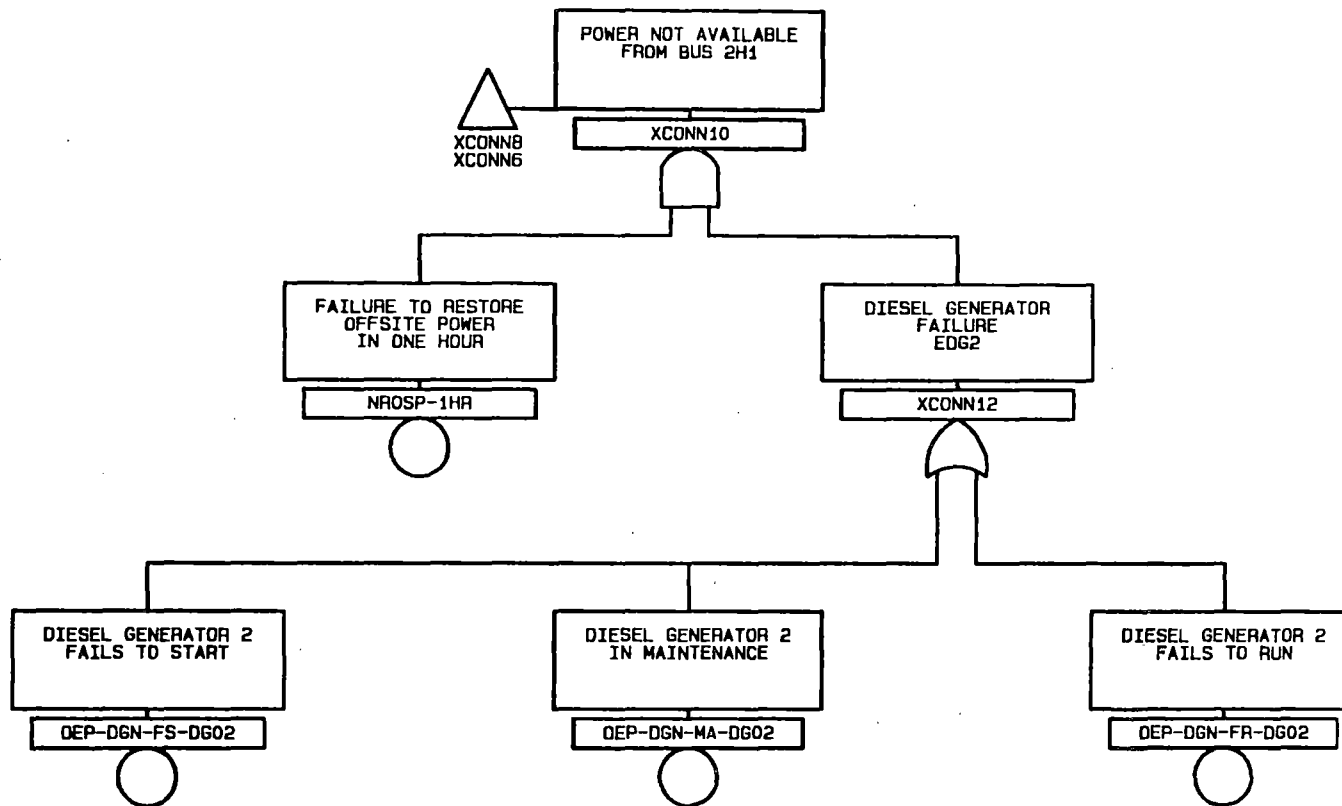 POWER NOT AVAILABLE
FROM BUS 2H1
XCONN8
XCONN6
XCONN10
FAILURE TO RESTORE
OFFSITE POWER
IN ONE HOUR
NROSP-1HR
DIESEL GENERATOR
FAILURE
EDG2
XCONN12
DIESEL GENERATOR 2
FAILS TO START
OEP-DGN-FS-DG02
DIESEL GENERATOR 2
IN MAINTENANCE
OEP-DGN-MA-DG02
DIESEL GENERATOR 2
FAILS TO RUN
OEP-DGN-FR-DG02